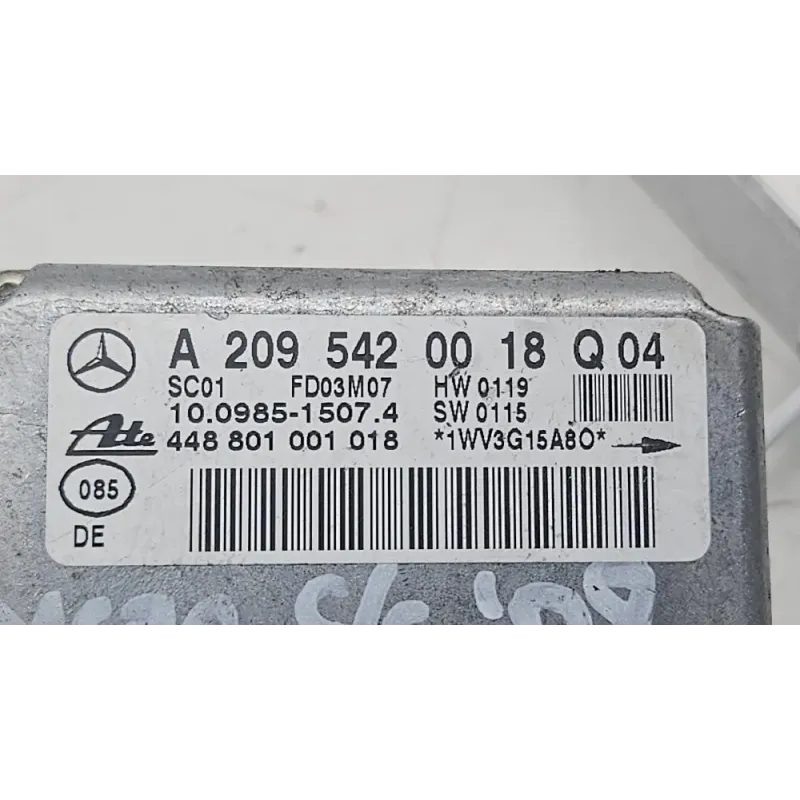 A 209 542 00 18 Q 04
SC01 FD03M07 HW 0119
10.0985-1507.4 SW 0115
Ate 448 801 001 018 *1WV3G15A8O*
085
DE